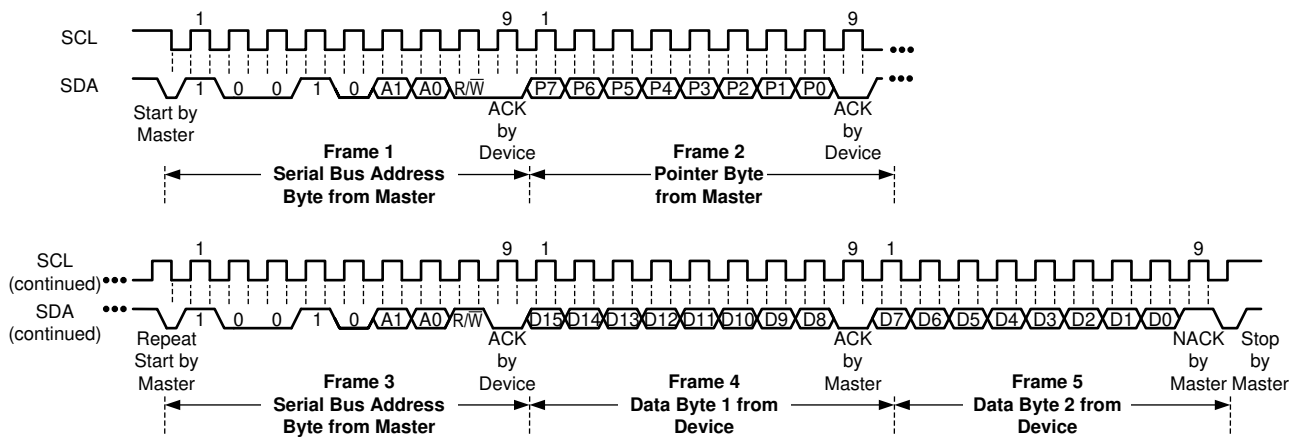 1 9 1 9
SCL •••
SDA 1 0 0 1 0 A1 A0 R/W̅ P7 P6 P5 P4 P3 P2 P1 P0 •••
Start by Master
ACK by Device
ACK by Device
Frame 1
Serial Bus Address
Byte from Master
Frame 2
Pointer Byte
from Master
1 9 1 9 1 9
SCL
(continued) •••
SDA
(continued) ••• 1 0 0 1 0 A1 A0 R/W̅ D15 D14 D13 D12 D11 D10 D9 D8 D7 D6 D5 D4 D3 D2 D1 D0
Repeat
Start by
Master
ACK
by
Device
ACK
by
Master
NACK
by
Master
Stop
by
Master
Frame 3
Serial Bus Address
Byte from Master
Frame 4
Data Byte 1 from
Device
Frame 5
Data Byte 2 from
Device